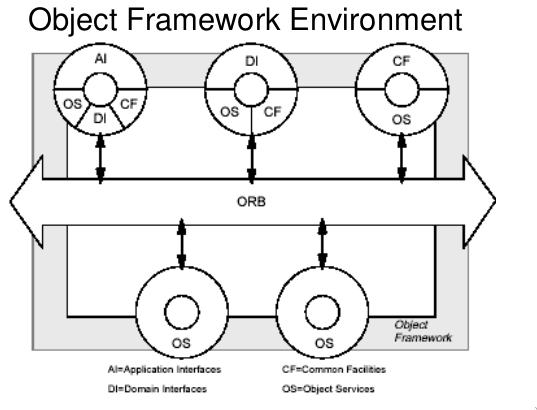 Object Framework Environment
AI
OS
CF
DI
DI
OS
CF
CF
OS
ORB
OS
OS
Object
Framework
AI=Application Interfaces
CF=Common Facilities
DI=Domain Interfaces
OS=Object Services